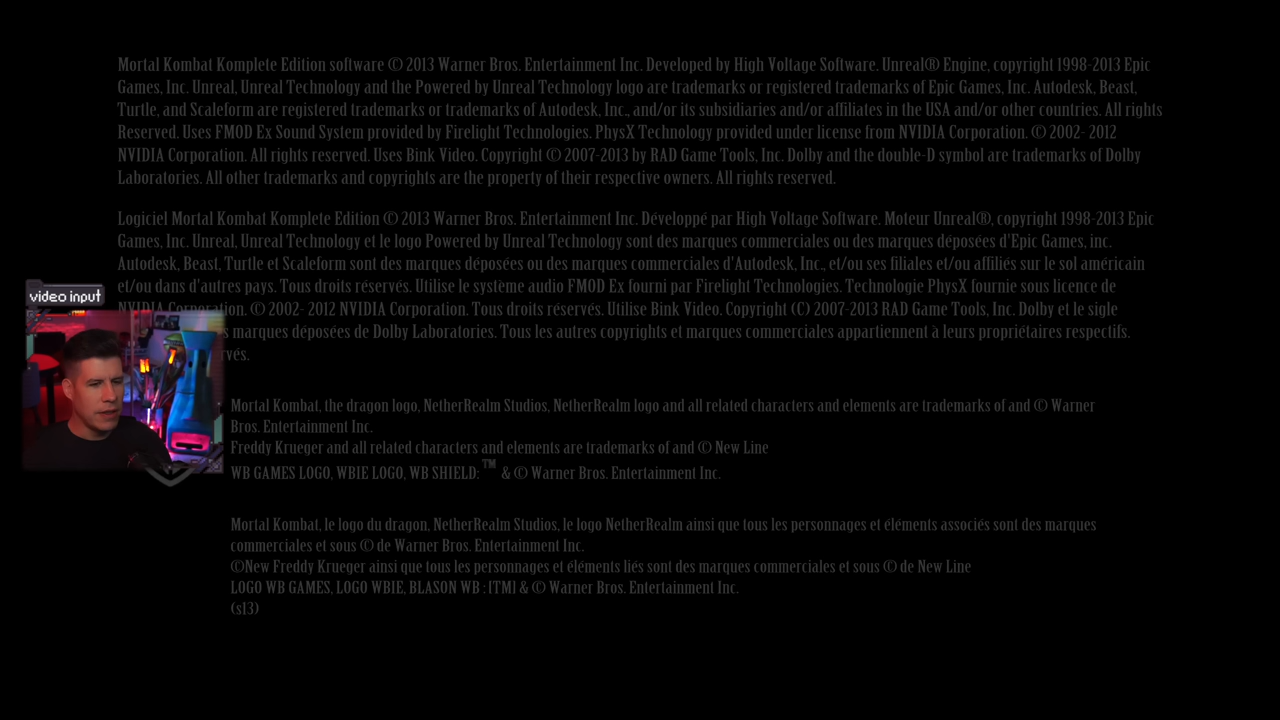 Mortal Kombat Komplete Edition software © 2013 Warner Bros. Entertainment Inc. Developed by High Voltage Software. Unreal® Engine, copyright 1998-2013 Epic
Games, Inc. Unreal, Unreal Technology and the Powered by Unreal Technology logo are trademarks or registered trademarks of Epic Games, Inc. Autodesk, Beast,
Turtle, and Scaleform are registered trademarks or trademarks of Autodesk, Inc., and/or its subsidiaries and/or affiliates in the USA and/or other countries. All rights
Reserved. Uses FMOD Ex Sound System provided by Firelight Technologies. PhysX Technology provided under license from NVIDIA Corporation. © 2002- 2012
NVIDIA Corporation. All rights reserved. Uses Bink Video. Copyright © 2007-2013 by RAD Game Tools, Inc. Dolby and the double-D symbol are trademarks of Dolby
Laboratories. All other trademarks and copyrights are the property of their respective owners. All rights reserved.
Logiciel Mortal Kombat Komplete Edition © 2013 Warner Bros. Entertainment Inc. Développé par High Voltage Software. Moteur Unreal®, copyright 1998-2013 Epic
Games, Inc. Unreal, Unreal Technology et le logo Powered by Unreal Technology sont des marques commerciales ou des marques déposées d'Epic Games, inc.
Autodesk, Beast, Turtle et Scaleform sont des marques déposées ou des marques commerciales d'Autodesk, Inc., et/ou ses filiales et/ou affiliés sur le sol américain
et/ou dans d'autres pays. Tous droits réservés. Utilise le système audio FMOD Ex fourni par Firelight Technologies. Technologie PhysX fournie sous licence de
video input
NVIDIA Corporation. © 2002- 2012 NVIDIA Corporation. Tous droits réservés. Utilise Bink Video. Copyright (C) 2007-2013 RAD Game Tools, Inc. Dolby et le sigle
marques déposées de Dolby Laboratories. Tous les autres copyrights et marques commerciales appartiennent à leurs propriétaires respectifs.
rvés.
Mortal Kombat, the dragon logo, NetherRealm Studios, NetherRealm logo and all related characters and elements are trademarks of and © Warner
Bros. Entertainment Inc.
Freddy Krueger and all related characters and elements are trademarks of and © New Line
WB GAMES LOGO, WBIE LOGO, WB SHIELD: ™ & © Warner Bros. Entertainment Inc.
Mortal Kombat, le logo du dragon, NetherRealm Studios, le logo NetherRealm ainsi que tous les personnages et éléments associés sont des marques
commerciales et sous © de Warner Bros. Entertainment Inc.
©New Freddy Krueger ainsi que tous les personnages et éléments liés sont des marques commerciales et sous © de New Line
LOGO WB GAMES, LOGO WBIE, BLASON WB : [TM] & © Warner Bros. Entertainment Inc.
(s13)